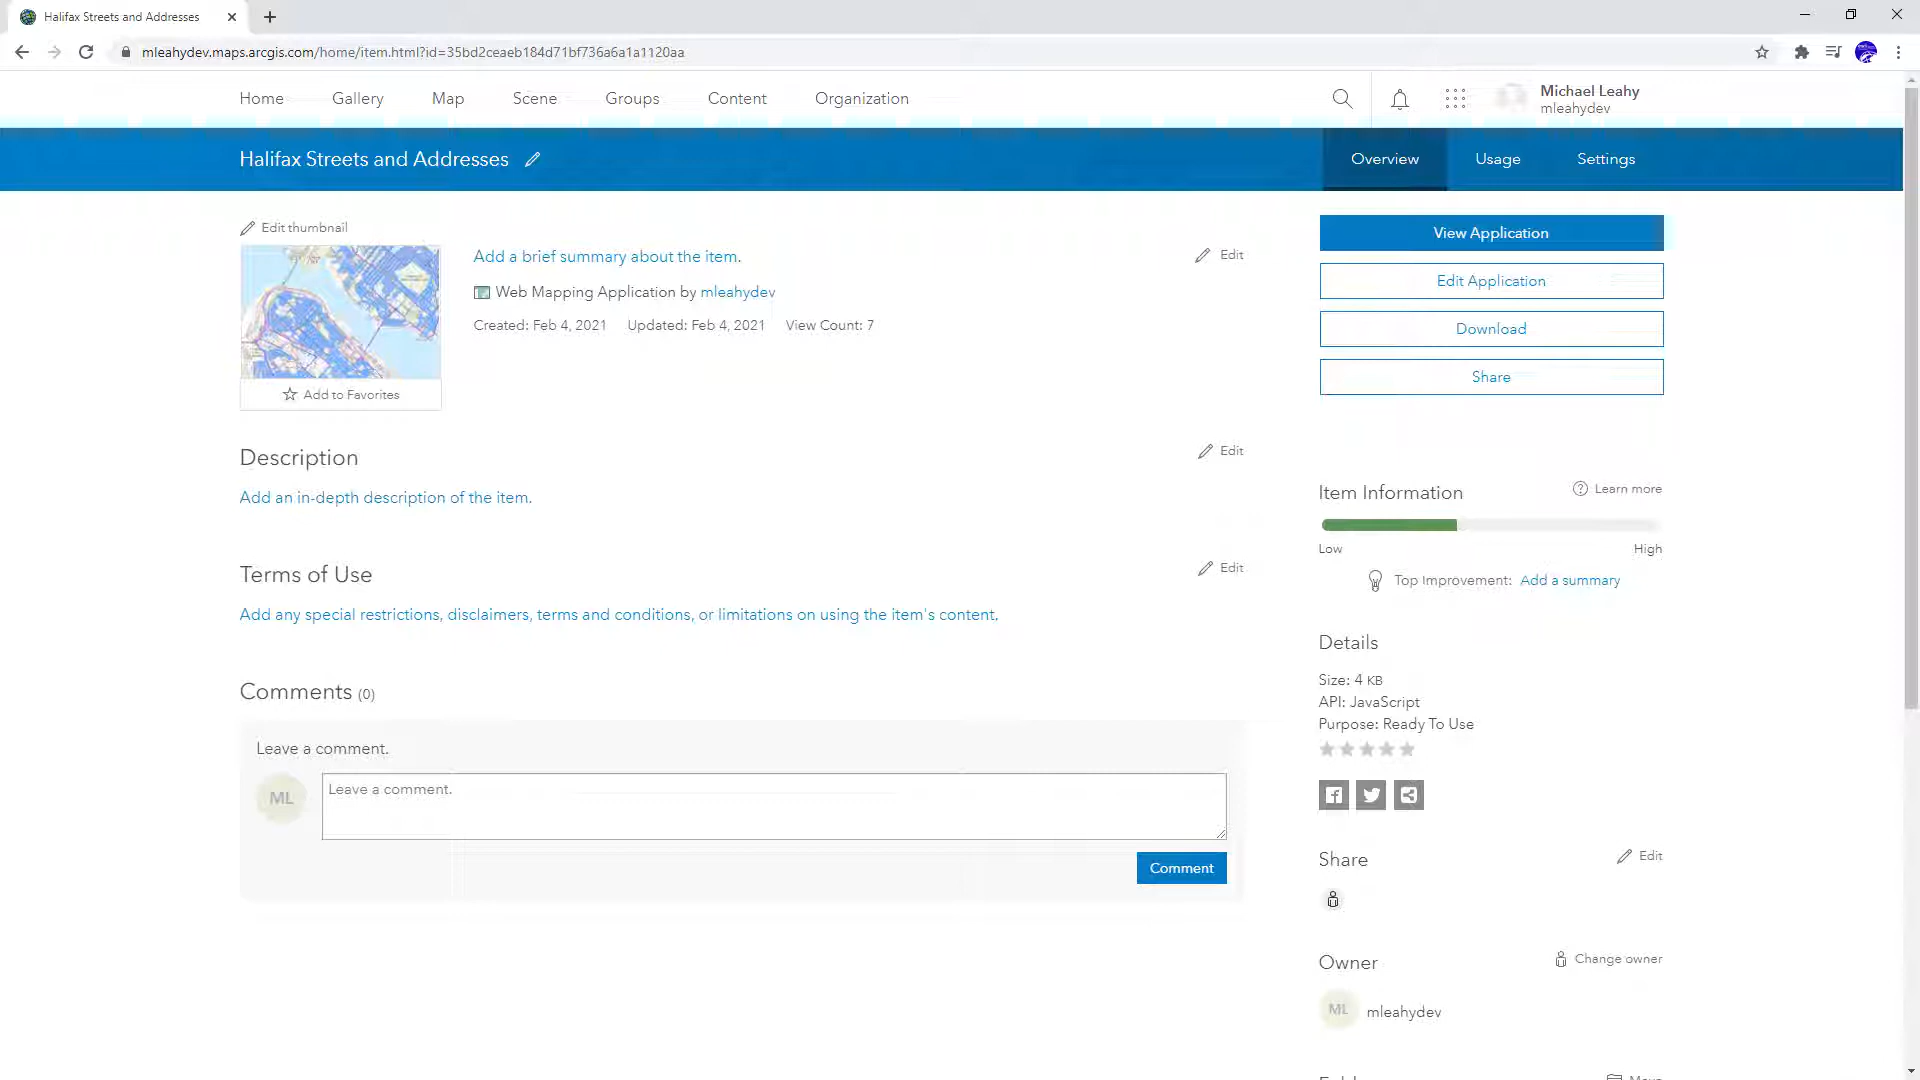 Halifax Streets and Addresses
mleahydev.maps.arcgis.com/home/item.html?id=35bd2ceaeb184d71bf736a6a1a1120aa
Home Gallery Map Scene Groups Content Organization
Michael Leahy
mleahydev
Halifax Streets and Addresses
Overview Usage Settings
Edit thumbnail
Add to Favorites
Add a brief summary about the item.
Edit
Web Mapping Application by mleahydev
Created: Feb 4, 2021 Updated: Feb 4, 2021 View Count: 7
Description
Edit
Add an in-depth description of the item.
Terms of Use
Edit
Add any special restrictions, disclaimers, terms and conditions, or limitations on using the item's content.
Comments (0)
Leave a comment.
ML
Leave a comment.
Comment
View Application
Edit Application
Download
Share
Item Information
Learn more
Low High
Top Improvement: Add a summary
Details
Size: 4 KB
API: JavaScript
Purpose: Ready To Use
Share
Edit
Owner
Change owner
ML
mleahydev